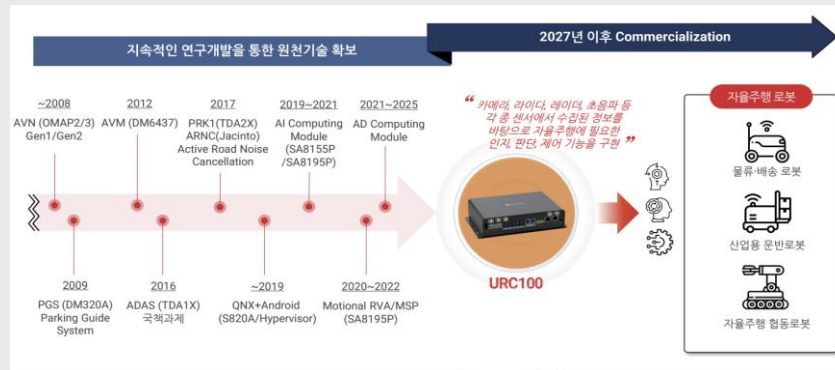 지속적인 연구개발을 통한 원천기술 확보
2027년 이후 Commercialization
~2008
AVN (OMAP2/3)
Gen1/Gen2
2012
AVM (DM6437)
2017
PRK1(TDA2X)
ARNC(Jacinto)
Active Road Noise
Cancellation
2019~2021
AI Computing
Module
(SA8155P
/SA8195P)
2021~2025
AD Computing
Module
2009
PGS (DM320A)
Parking Guide
System
2016
ADAS (TDA1X)
국책과제
~2019
QNX+Android
(S820A/Hypervisor)
2020~2022
Motional RVA/MSP
(SA8195P)
“ 카메라, 라이다, 레이더, 초음파 등
각 종 센서에서 수집된 정보를
바탕으로 자율주행에 필요한
인지, 판단, 제어 기능을 구현 ”
URC100
자율주행 로봇
물류·배송 로봇
산업용 운반로봇
자율주행 협동로봇